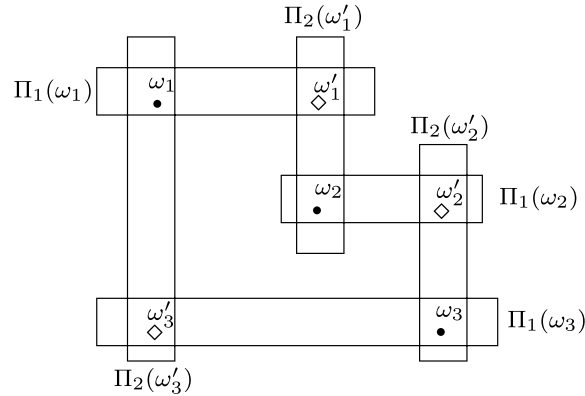 Π₂(ω′₁)
Π₁(ω₁)
ω₁
ω′₁
Π₂(ω′₂)
ω₂
ω′₂
Π₁(ω₂)
ω′₃
ω₃
Π₁(ω₃)
Π₂(ω′₃)